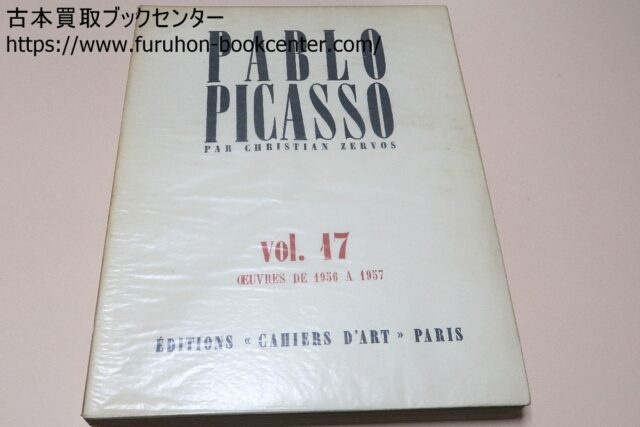 古本買取ブックセンター
https://www.furuhon-bookcenter.com/
PABLO
PICASSO
PAR CHRISTIAN ZERVOS
vol. 17
ŒUVRES DE 1956 A 1957
ÉDITIONS « CAHIERS D'ART » PARIS